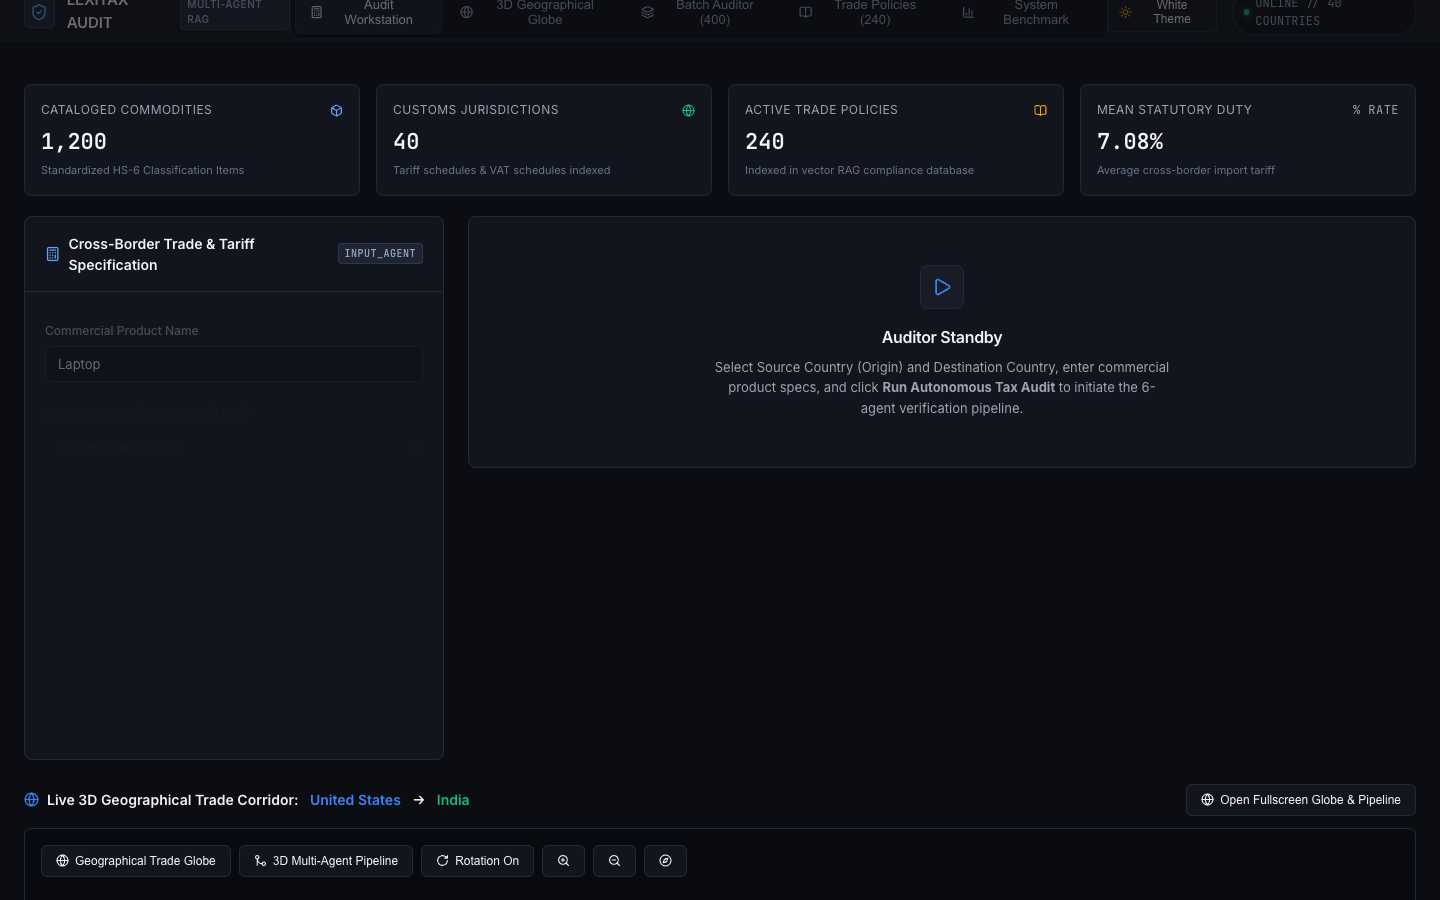 LEXITAX
AUDIT
MULTI-AGENT
RAG
Audit
Workstation
3D Geographical
Globe
Batch Auditor
(400)
Trade Policies
(240)
System
Benchmark
White
Theme
ONLINE // 40
COUNTRIES
CATALOGED COMMODITIES
1,200
Standardized HS-6 Classification Items
CUSTOMS JURISDICTIONS
40
Tariff schedules & VAT schedules indexed
ACTIVE TRADE POLICIES
240
Indexed in vector RAG compliance database
MEAN STATUTORY DUTY
% RATE
7.08%
Average cross-border import tariff
Cross-Border Trade & Tariff
Specification
INPUT_AGENT
Commercial Product Name
Laptop
Auditor Standby
Select Source Country (Origin) and Destination Country, enter commercial
product specs, and click Run Autonomous Tax Audit to initiate the 6-
agent verification pipeline.
Live 3D Geographical Trade Corridor: United States → India
Open Fullscreen Globe & Pipeline
Geographical Trade Globe
3D Multi-Agent Pipeline
Rotation On